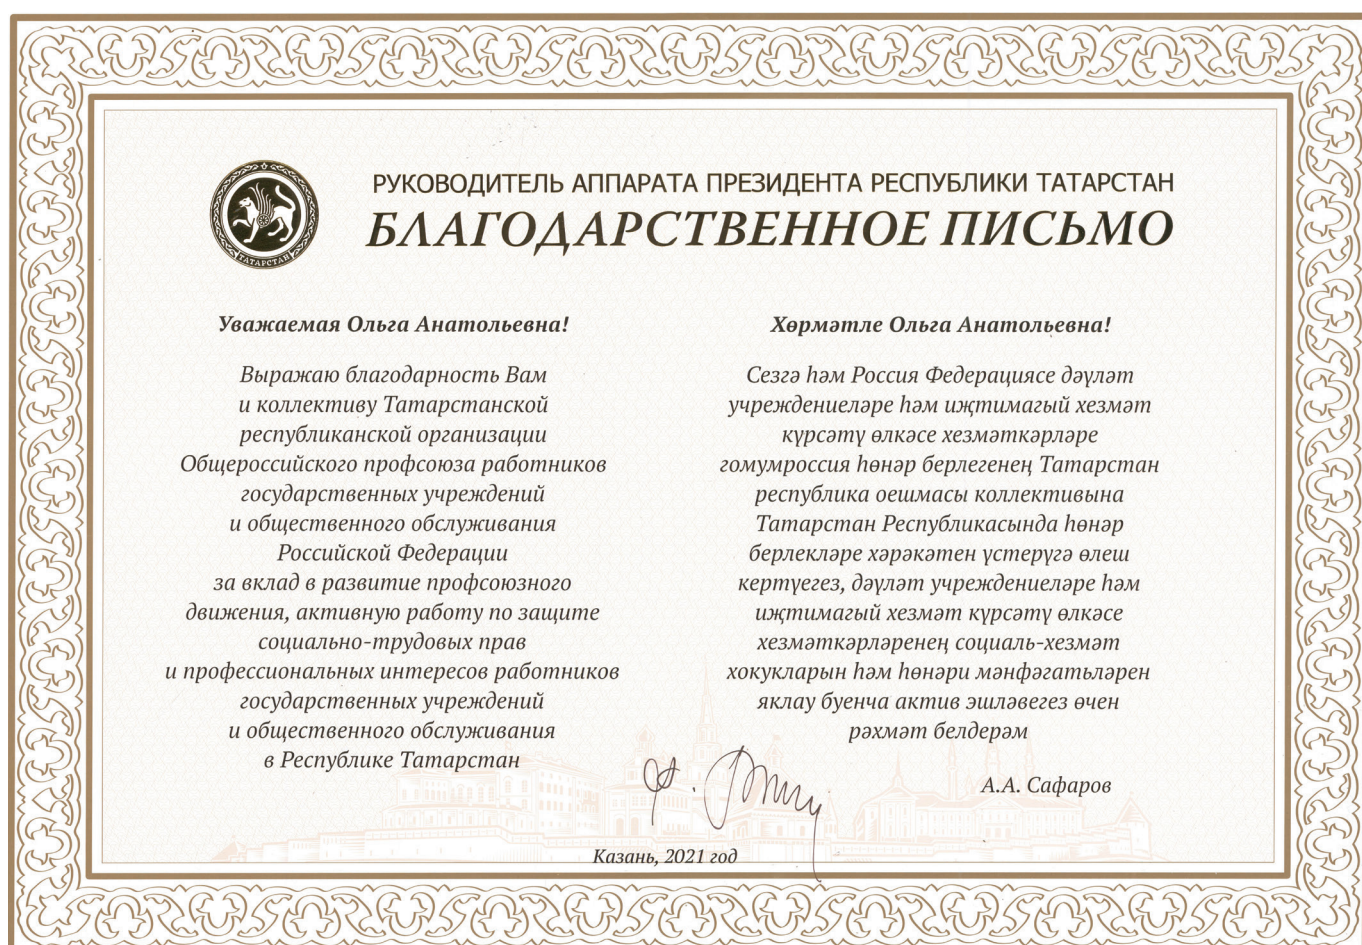 РУКОВОДИТЕЛЬ АППАРАТА ПРЕЗИДЕНТА РЕСПУБЛИКИ ТАТАРСТАН
БЛАГОДАРСТВЕННОЕ ПИСЬМО
ТАТАРСТАН
Уважаемая Ольга Анатольевна!
Выражаю благодарность Вам
и коллективу Татарстанской
республиканской организации
Общероссийского профсоюза работников
государственных учреждений
и общественного обслуживания
Российской Федерации
за вклад в развитие профсоюзного
движения, активную работу по защите
социально-трудовых прав
и профессиональных интересов работников
государственных учреждений
и общественного обслуживания
в Республике Татарстан
Хөрмәтле Ольга Анатольевна!
Сезгә һәм Россия Федерациясе дәүләт
учреждениеләре һәм иҗтимагый хезмәт
күрсәтү өлкәсе хезмәткәрләре
гомумроссия һөнәр берлегенең Татарстан
республика оешмасы коллективына
Татарстан Республикасында һөнәр
берлекләре хәрәкәтен үстерүгә өлеш
кертүегез, дәүләт учреждениеләре һәм
иҗтимагый хезмәт күрсәтү өлкәсе
хезмәткәрләренең социаль-хезмәт
хокукларын һәм һөнәри мәнфәгатьләрен
яклау буенча актив эшләвегез өчен
рәхмәт белдерәм
А.А. Сафаров
Казань, 2021 год